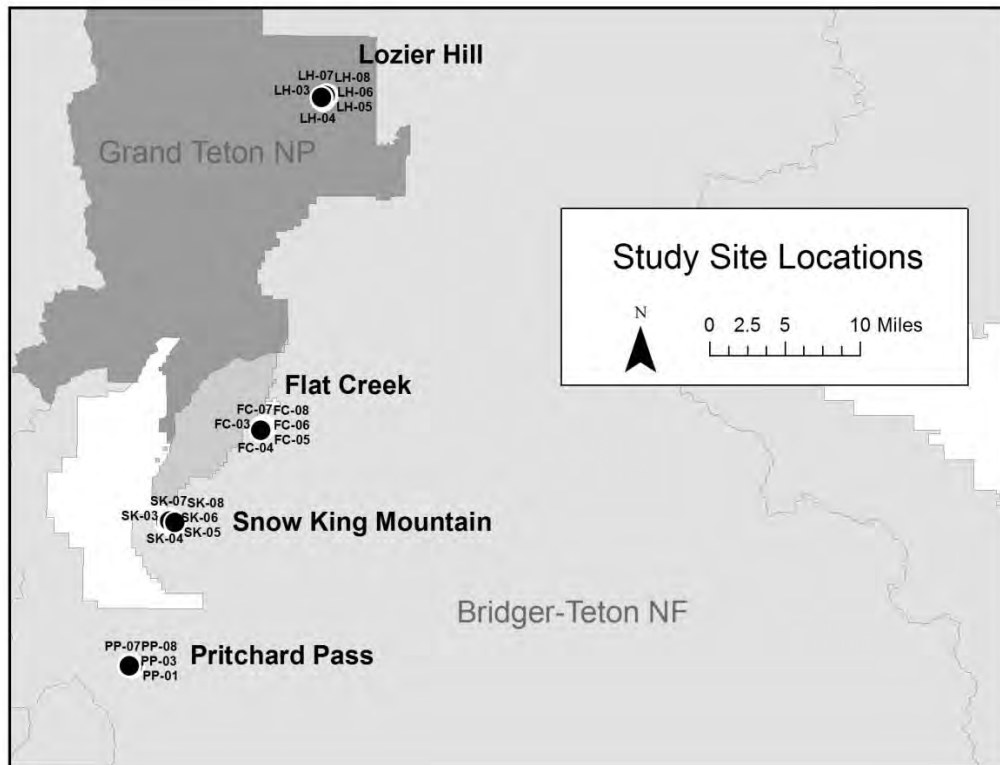 Lozier Hill
LH-07 LH-08
LH-03 LH-06
LH-05
LH-04
Grand Teton NP
Study Site Locations
N
0 2.5 5 10 Miles
Flat Creek
FC-07 FC-08
FC-03 FC-06
FC-04 FC-05
SK-07 SK-08
SK-03 SK-06
SK-04 SK-05
Snow King Mountain
Bridger-Teton NF
PP-07 PP-08
PP-03
PP-01
Pritchard Pass